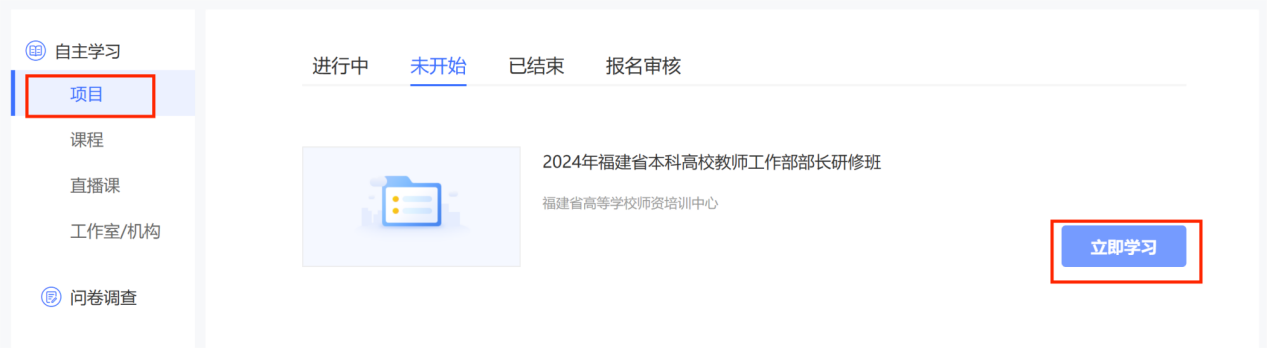 自主学习
项目
课程
直播课
工作室/机构
问卷调查
进行中 未开始 已结束 报名审核
2024年福建省本科高校教师工作部部长研修班
福建省高等学校师资培训中心
立即学习